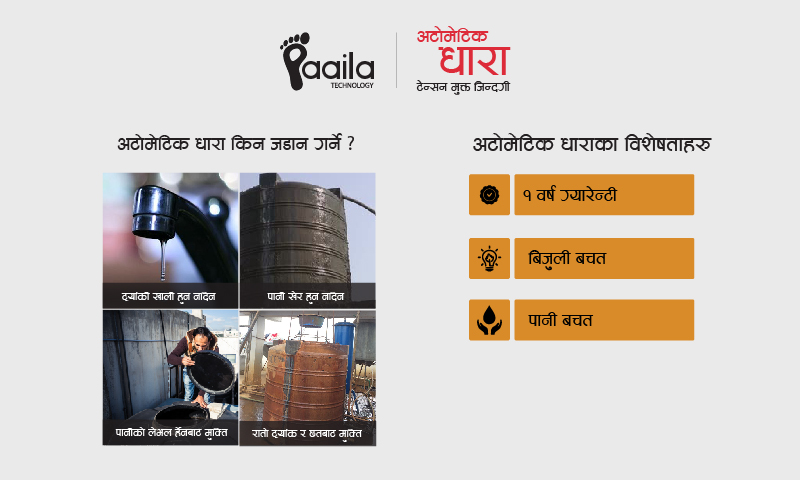 Paaila
TECHNOLOGY
अटोमेटिक
धारा
टेन्सन मुक्त जिन्दगी
अटोमेटिक धारा किन जडान गर्ने ?
ट्यांकी खाली हुन नदिन
पानी खेर हुन नदिन
पानीको लेभल हेर्नबाट मुक्ति
रातो ट्यांक र छतबाट मुक्ति
अटोमेटिक धाराका विशेषताहरु
१ वर्ष ग्यारेन्टी
बिजुली बचत
पानी बचत